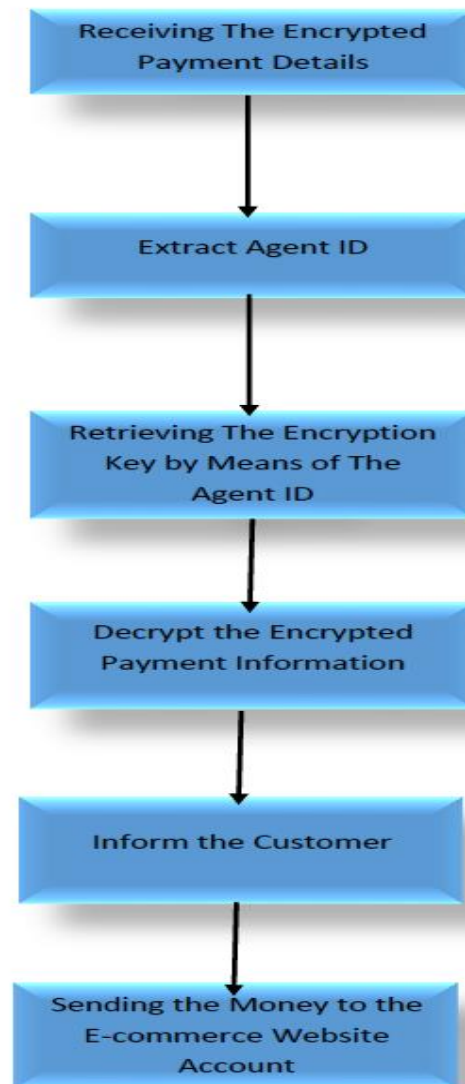 Receiving The Encrypted
Payment Details
Extract Agent ID
Retrieving The Encryption
Key by Means of The
Agent ID
Decrypt the Encrypted
Payment Information
Inform the Customer
Sending the Money to the
E-commerce Website
Account